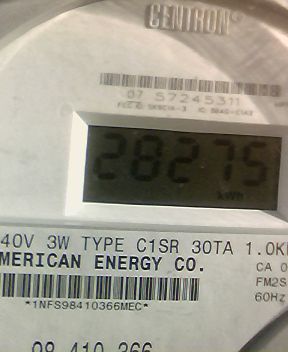 CENTRON®
07 57245311
28275
kWh
40V 3W TYPE C1SR 30TA 1.0K
MERICAN ENERGY CO.
CA 0
FM2S
*1NFS98410366MEC*
60Hz
98 410 366